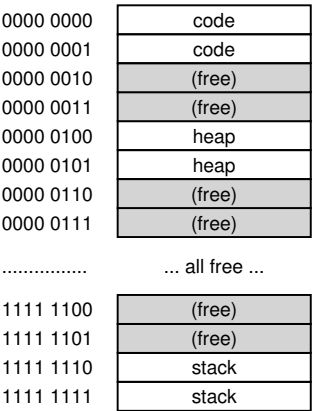 0000 0000 code
0000 0001 code
0000 0010 (free)
0000 0011 (free)
0000 0100 heap
0000 0101 heap
0000 0110 (free)
0000 0111 (free)
................ ... all free ...
1111 1100 (free)
1111 1101 (free)
1111 1110 stack
1111 1111 stack